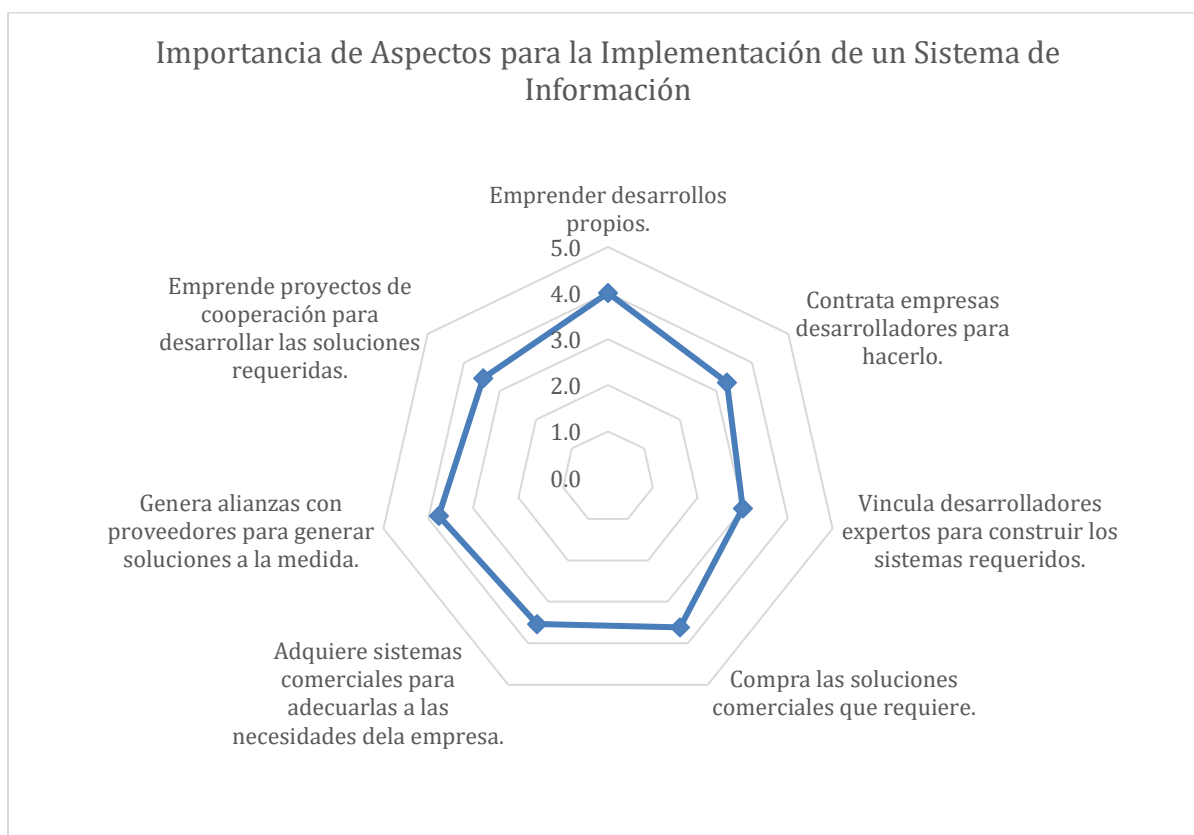 Importancia de Aspectos para la Implementación de un Sistema de
Información
Emprender desarrollos
propios.
5.0
4.0
3.0
2.0
1.0
0.0
Contrata empresas
desarrolladores para
hacerlo.
Vincula desarrolladores
expertos para construir los
sistemas requeridos.
Compra las soluciones
comerciales que requiere.
Adquiere sistemas
comerciales para
adecuarlas a las
necesidades dela empresa.
Genera alianzas con
proveedores para generar
soluciones a la medida.
Emprende proyectos de
cooperación para
desarrollar las soluciones
requeridas.